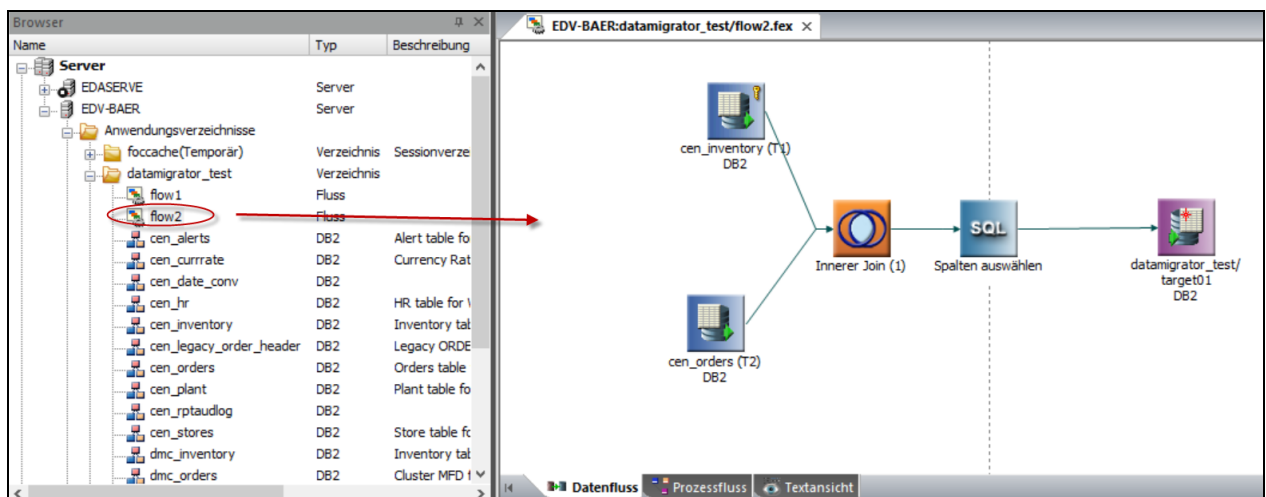 Browser
Name Typ Beschreibung
Server
EDASERVE Server
EDV-BAER Server
Anwendungsverzeichnisse
foccache(Temporär) Verzeichnis Sessionverze
datamigrator_test Verzeichnis
flow1 Fluss
flow2 Fluss
cen_alerts DB2 Alert table fo
cen_currrate DB2 Currency Rat
cen_date_conv DB2
cen_hr DB2 HR table for
cen_inventory DB2 Inventory tab
cen_legacy_order_header DB2 Legacy ORDE
cen_orders DB2 Orders table
cen_plant DB2 Plant table fo
cen_rptaudlog DB2
cen_stores DB2 Store table fo
dmc_inventory DB2 Inventory tab
dmc_orders DB2 Cluster MFD f
EDV-BAER:datamigrator_test/flow2.fex
cen_inventory (T1)
DB2
Innerer Join (1)
SQL
Spalten auswählen
datamigrator_test/
target01
DB2
cen_orders (T2)
DB2
Datenfluss Prozessfluss Textansicht